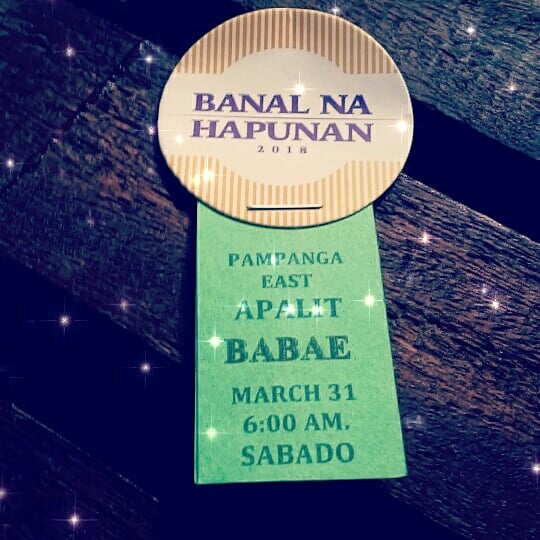 BANAL NA
HAPUNAN
2018
PAMPANGA
EAST
APALIT
BABAE
MARCH 31
6:00 AM.
SABADO